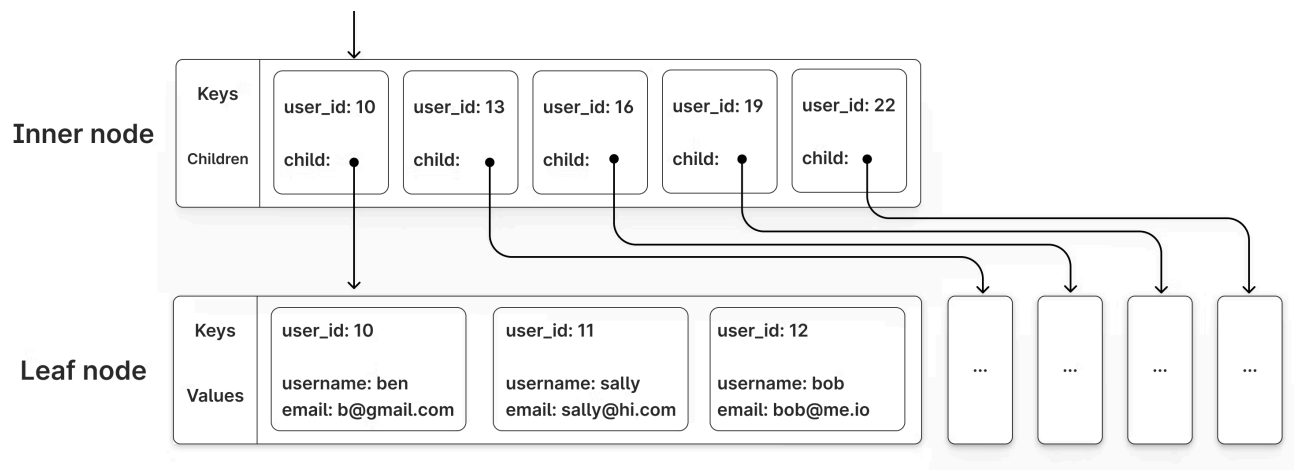 Inner node
Keys
Children
user_id: 10
child:
user_id: 13
child:
user_id: 16
child:
user_id: 19
child:
user_id: 22
child:
Leaf node
Keys
Values
user_id: 10
username: ben
email: b@gmail.com
user_id: 11
username: sally
email: sally@hi.com
user_id: 12
username: bob
email: bob@me.io
...
...
...
...